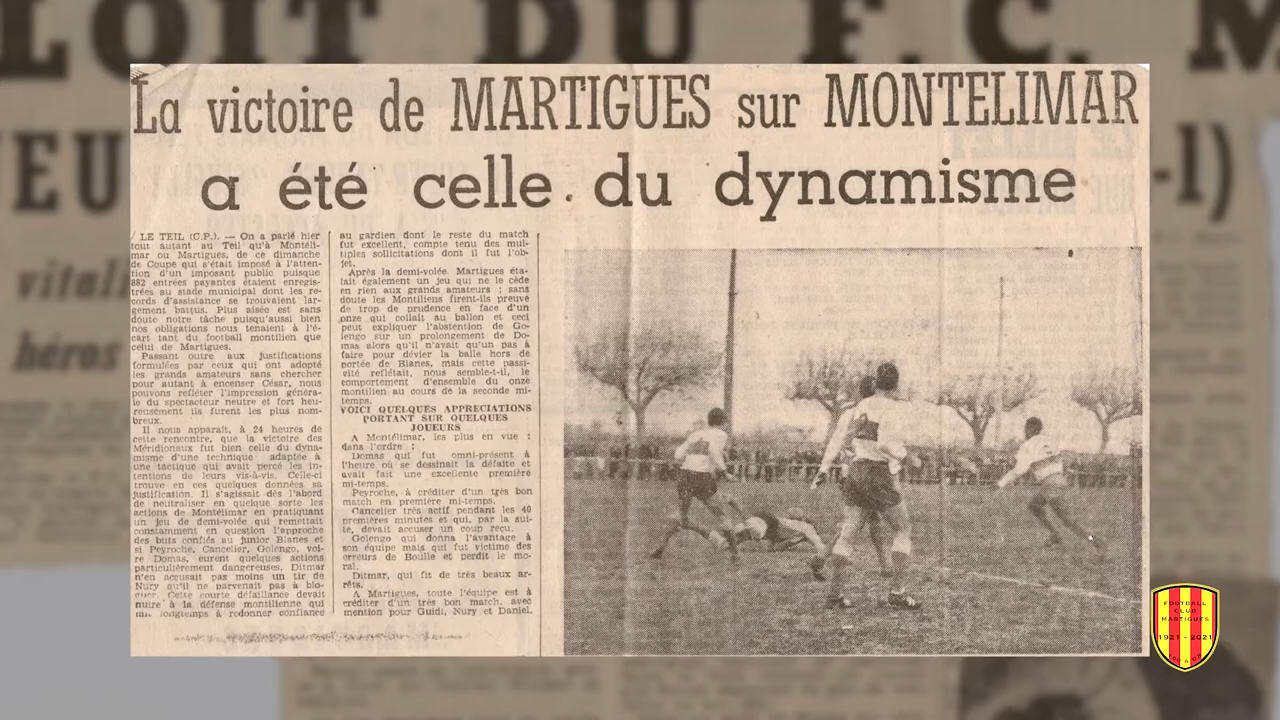 LOIT DU F.C. M
La victoire de MARTIGUES sur MONTELIMAR
a été celle du dynamisme
EU
-1)
vitali
héros
LE TEIL (C.P.). — On a parlé hier
tout autant au Teil qu'à Montéli-
mar ou Martigues, de ce dimanche
de Coupe qui s'était imposé à l'atten-
tion d'un imposant public puisque
882 entrées payantes étaient enregis-
trées au stade municipal dont les re-
cords d'assistance se trouvaient lar-
gement battus. Plus aisée est sans
doute notre tâche puisqu'aussi bien
nos obligations nous tenaient à l'é-
cart tant du football montilien que
celui de Martigues.
Passant outre aux justifications
formulées par ceux qui ont adopté
les grands amateurs sans chercher
pour autant à encenser César, nous
pouvons refléter l'impression généra-
le du spectateur neutre et fort heu-
reusement ils furent les plus nom-
breux.
Il nous apparaît, à 24 heures de
cette rencontre, que la victoire des
Méridionaux fut bien celle du dyna-
misme d'une technique adaptée à
une tactique qui avait percé les in-
tentions de leurs vis-à-vis. Celle-ci
trouve en ces quelques données sa
justification. Il s'agissait dès l'abord
de neutraliser en quelque sorte les
actions de Montélimar en pratiquant
un jeu de demi-volée qui remettait
constamment en question l'approche
des buts confiés au junior Bianes et
si Peyroche, Cancelier, Golengo, voi-
re Domas, eurent quelques actions
particulièrement dangereuses, Ditmar
n'en accusait pas moins un tir de
Nury qu'il ne parvenait pas à blo-
quer. Cette courte défaillance devait
nuire à la défense montilienne qui
longtemps à redonner confiance
au gardien dont le reste du match
fut excellent, compte tenu des mul-
tiples sollicitations dont il fut l'ob-
jet.
Après la demi-volée, Martigues éta-
lait également un jeu qui ne le cède
en rien aux grands amateurs ; sans
doute les Montiliens firent-ils preuve
de trop de prudence en face d'un
onze qui collait au ballon et ceci
peut expliquer l'abstention de Go-
lengo sur un prolongement de Do-
mas alors qu'il n'avait qu'un pas à
faire pour dévier la balle hors de
portée de Bianes, mais cette passi-
vité reflétait, nous semble-t-il, le
comportement d'ensemble du onze
montilien au cours de la seconde mi-
temps.
VOICI QUELQUES APPRECIATIONS
PORTANT SUR QUELQUES
JOUEURS
A Montélimar, les plus en vue :
dans l'ordre :
Domas qui fut omni-présent à
l'heure où se dessinait la défaite et
avait fait une excellente première
mi-temps.
Peyroche, à créditer d'un très bon
match en première mi-temps.
Cancelier très actif pendant les 40
premières minutes et qui, par la sui-
te, devait accuser un coup reçu.
Golengo qui donna l'avantage à
son équipe mais qui fut victime des
erreurs de Boulle et perdit le mo-
ral.
Ditmar, qui fit de très beaux ar-
rêts.
A Martigues, toute l'équipe est à
créditer d'un très bon match, avec
mention pour Guidi, Nury et Daniel.
FOOTBALL
CLUB
MARTIGUES
1921 - 2021